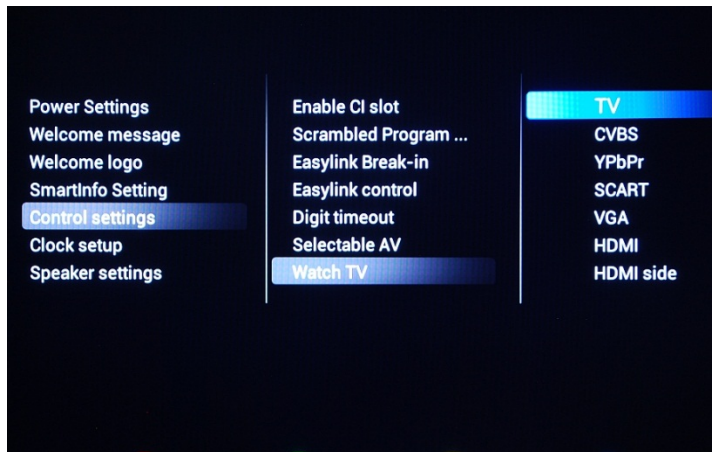 Power Settings
Welcome message
Welcome logo
SmartInfo Setting
Control settings
Clock setup
Speaker settings
Enable CI slot
Scrambled Program ...
Easylink Break-in
Easylink control
Digit timeout
Selectable AV
Watch TV
TV
CVBS
YPbPr
SCART
VGA
HDMI
HDMI side